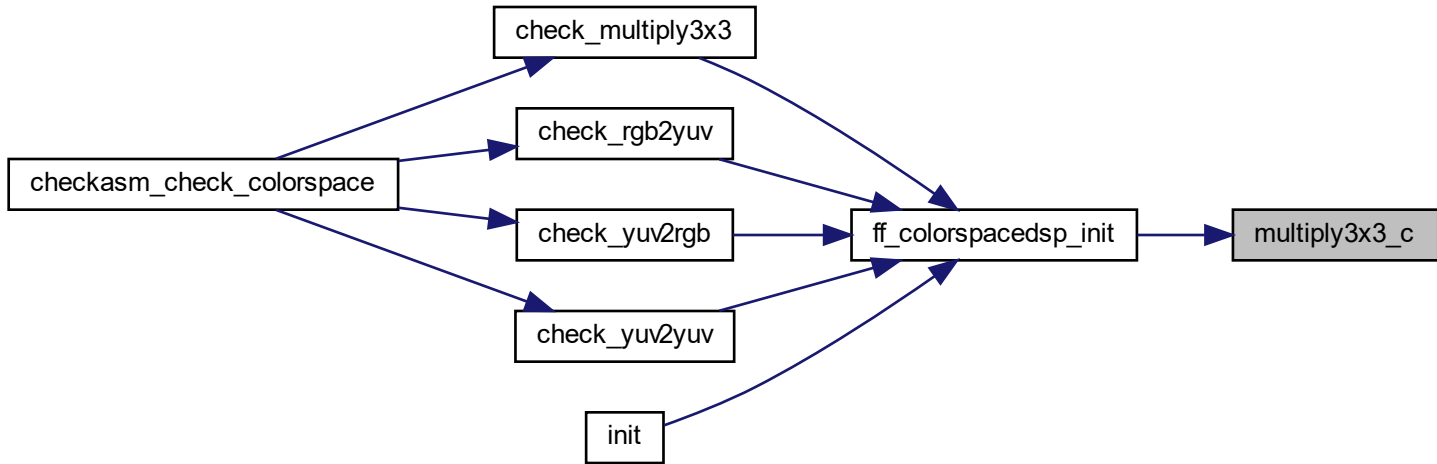 check_multiply3x3
check_rgb2yuv
checkasm_check_colorspace
check_yuv2rgb
ff_colorspacedsp_init
multiply3x3_c
check_yuv2yuv
init